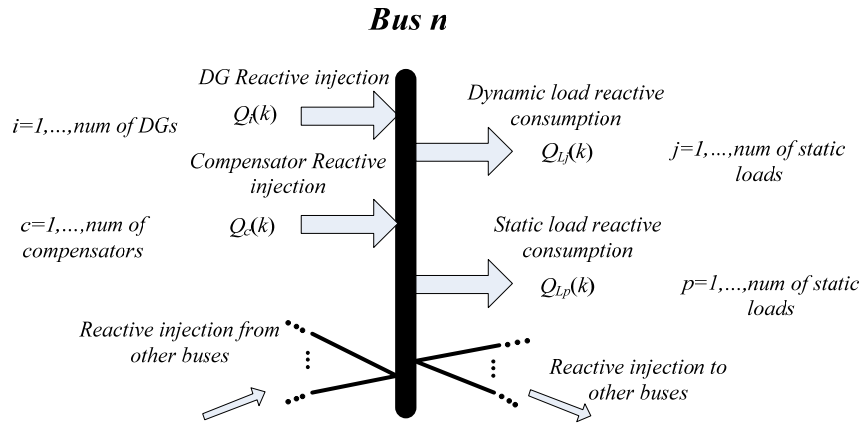 Bus n
DG Reactive injection
i=1,...,num of DGs
Qi(k)
Compensator Reactive
injection
c=1,...,num of
compensators
Qc(k)
Reactive injection from
other buses
Dynamic load reactive
consumption
QLj(k)
j=1,...,num of static
loads
Static load reactive
consumption
QLp(k)
p=1,...,num of static
loads
Reactive injection to
other buses